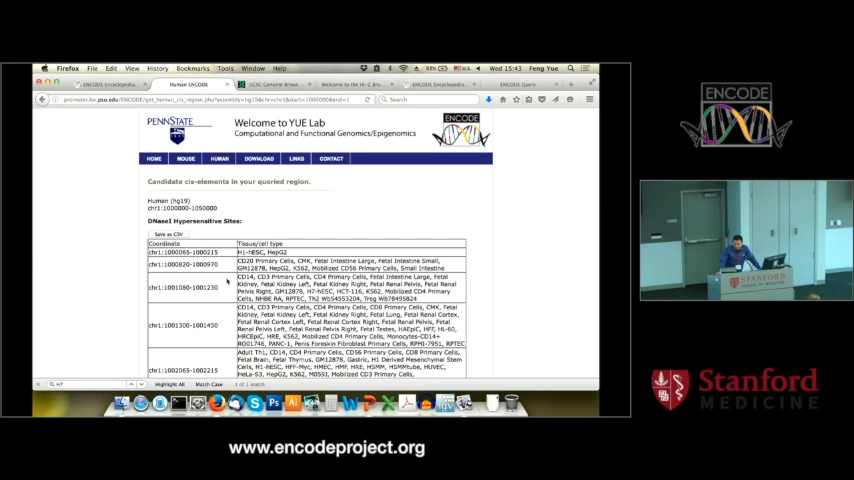 Firefox File Edit View History Bookmarks Tools Window Help
Wed 15:43 Feng Yue
Human ENCODE
UCSC Genome Browse...
Welcome to the Hi-C Bro...
ENCODE Encyclopedia...
ENCODE Query
Search
PENNSTATE
Welcome to YUE Lab
Computational and Functional Genomics/Epigenomics
ENCODE
HOME MOUSE HUMAN DOWNLOAD LINKS CONTACT
Candidate cis-elements in your queried region.
Human (hg19)
chr1:1000000-1050000
DNaseI Hypersensitive Sites:
Save as CSV
Coordinate Tissue/cell type
chr1:1000065-1000215 H1-hESC, HepG2
chr1:1000820-1000970 CD20 Primary Cells, CMK, Fetal Intestine Large, Fetal Intestine Small,
GM12878, HepG2, K562, Mobilized CD56 Primary Cells, Small Intestine
chr1:1001080-1001230 CD14, CD3 Primary Cells, CD4 Primary Cells, Fetal Intestine Large, Fetal
Kidney, Fetal Kidney Left, Fetal Kidney Right, Fetal Renal Pelvis, Fetal Renal
Pelvis Right, GM12878, H7-hESC, HCT-116, K562, Mobilized CD4 Primary
Cells, NHBE RA, RPTEC, Th2 Wb54553204, Treg Wb78495824
chr1:1001300-1001450 CD14, CD3 Primary Cells, CD4 Primary Cells, CD8 Primary Cells, CMK, Fetal
Kidney, Fetal Kidney Left, Fetal Kidney Right, Fetal Lung, Fetal Renal Cortex,
Fetal Renal Cortex Left, Fetal Renal Cortex Right, Fetal Renal Pelvis, Fetal
Renal Pelvis Left, Fetal Renal Pelvis Right, Fetal Testes, HAEpiC, HFF, HL-60,
HRCEpiC, HRE, K562, Mobilized CD4 Primary Cells, Monocytes-CD14+
RO01746, PANC-1, Penis Foreskin Fibroblast Primary Cells, RPMI-7951, RPTEC
chr1:1002065-1002215 Adult Th1, CD14, CD4 Primary Cells, CD56 Primary Cells, CD8 Primary Cells,
Fetal Brain, Fetal Thymus, GM12878, Gastric, H1 Derived Mesenchymal Stem
Cells, H1-hESC, HFF-Myc, HMEC, HMF, HRE, HSMM, HSMMtube, HUVEC,
HeLa-S3, HepG2, K562, M059J, Mobilized CD3 Primary Cells,
H7 Highlight All Match Case 1 of 1 match
ENCODE
STANFORD
Stanford
MEDICINE
www.encodeproject.org